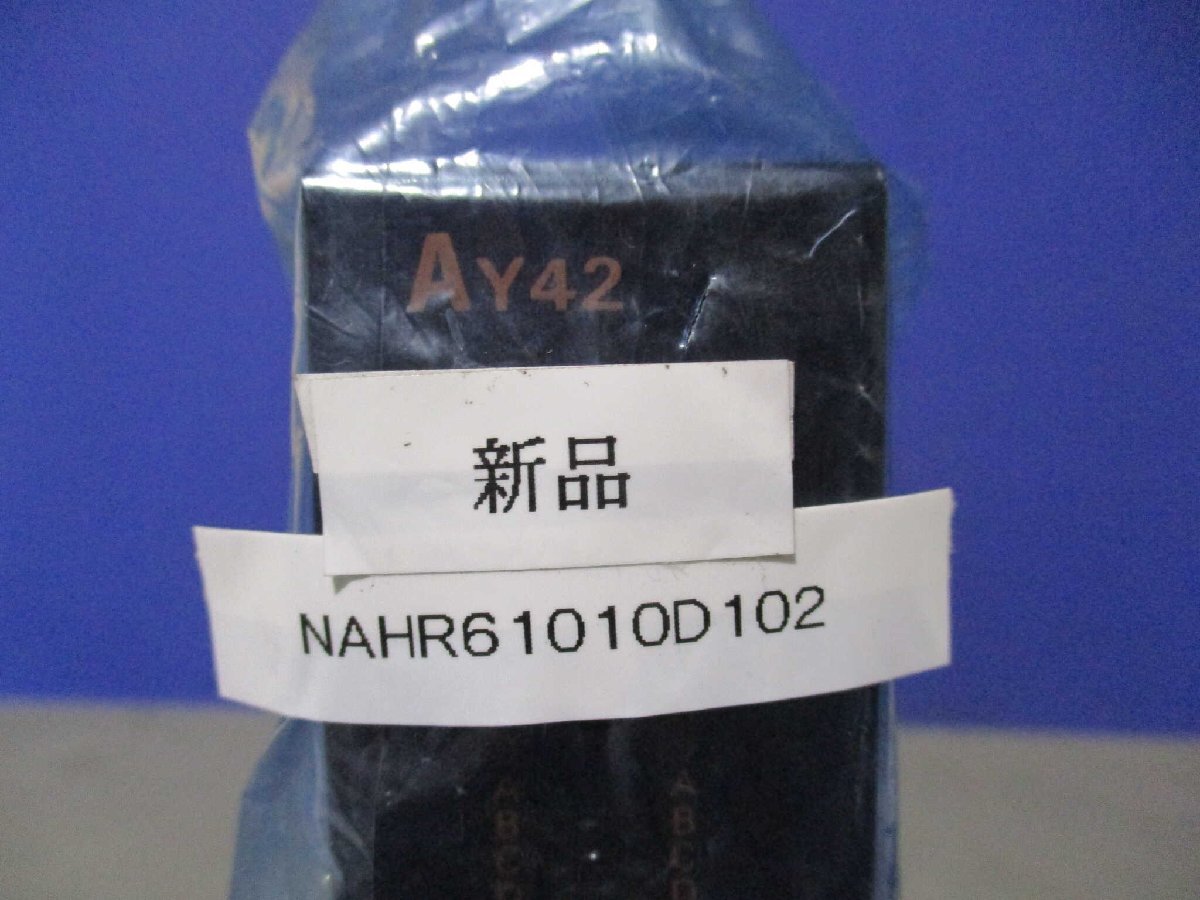 AY42
新品
NAHR61010D102
A A
B B
C C
D D